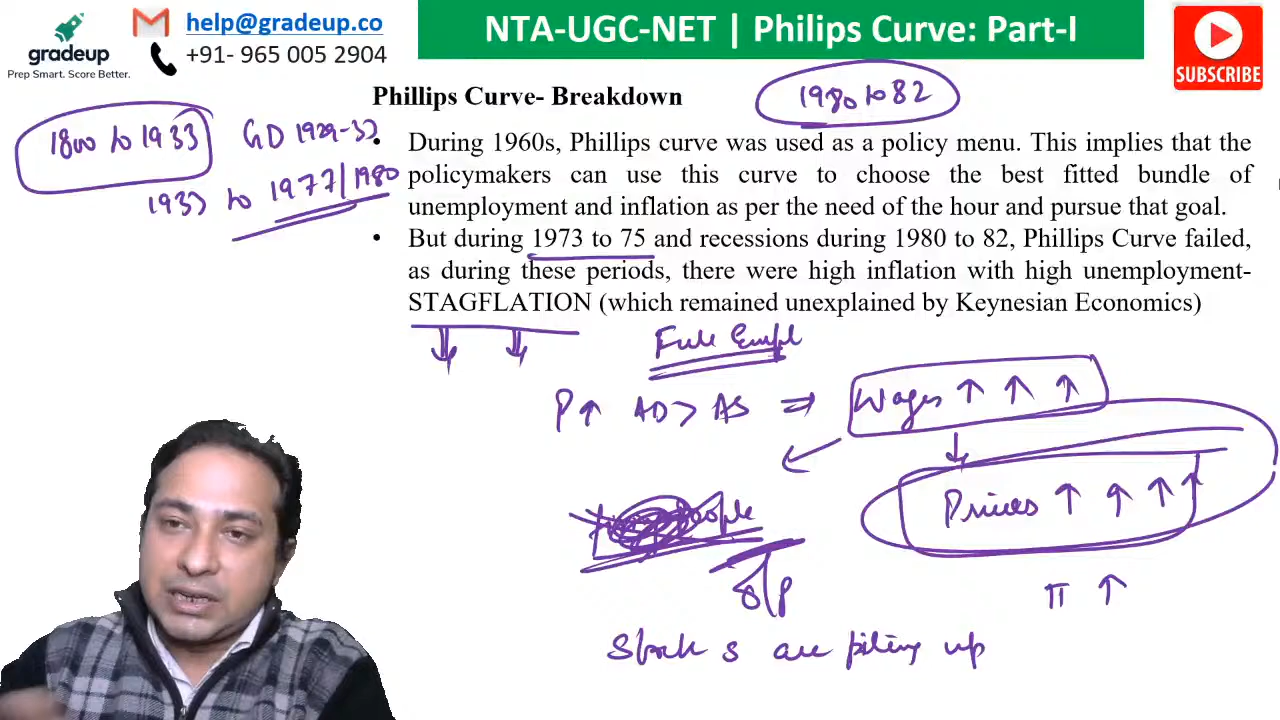 gradeup
Prep Smart. Score Better.
help@gradeup.co
+91- 965 005 2904
NTA-UGC-NET | Philips Curve: Part-I
SUBSCRIBE
Phillips Curve- Breakdown
1980 to 82
1800 to 1933
GD 1929-33
1933 to 1977/1980
• During 1960s, Phillips curve was used as a policy menu. This implies that the
policymakers can use this curve to choose the best fitted bundle of
unemployment and inflation as per the need of the hour and pursue that goal.
• But during 1973 to 75 and recessions during 1980 to 82, Phillips Curve failed,
as during these periods, there were high inflation with high unemployment-
STAGFLATION (which remained unexplained by Keynesian Economics)
Full Empl
P↑ AD > AS ⇒ Wages ↑ ↑ ↑
people
Prices ↑ ↑ ↑ ↑
O/P
π ↑
Stock s are piling up